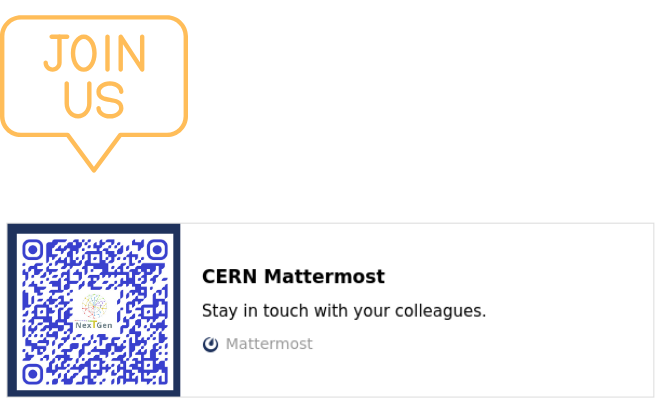 JOIN
US
NexTGen
CERN Mattermost
Stay in touch with your colleagues.
Mattermost